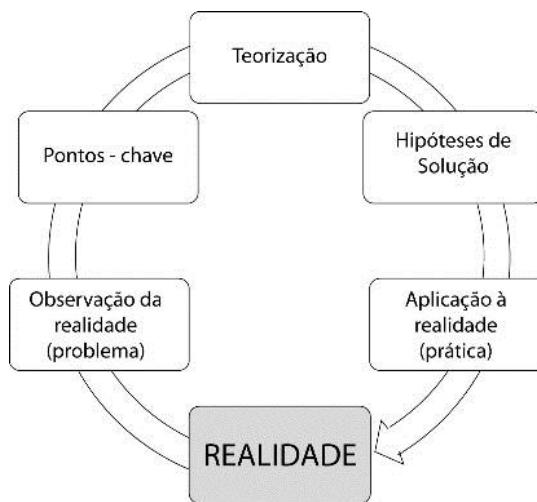 Teorização
Pontos - chave
Hipóteses de
Solução
Observação da
realidade
(problema)
Aplicação à
realidade
(prática)
REALIDADE